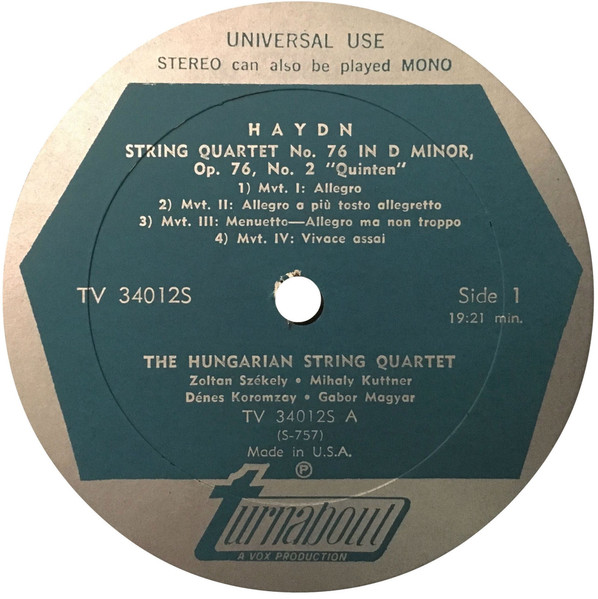 UNIVERSAL USE
STEREO can also be played MONO
HAYDN
STRING QUARTET No. 76 IN D MINOR,
Op. 76, No. 2 "Quinten"
1) Mvt. I: Allegro
2) Mvt. II: Allegro a più tosto allegretto
3) Mvt. III: Menuetto—Allegro ma non troppo
4) Mvt. IV: Vivace assai
TV 34012S
Side 1
19:21 min.
THE HUNGARIAN STRING QUARTET
Zoltan Székely • Mihaly Kuttner
Dénes Koromzay • Gabor Magyar
TV 34012S A
(S-757)
Made in U.S.A.
℗
turnabout
A VOX PRODUCTION